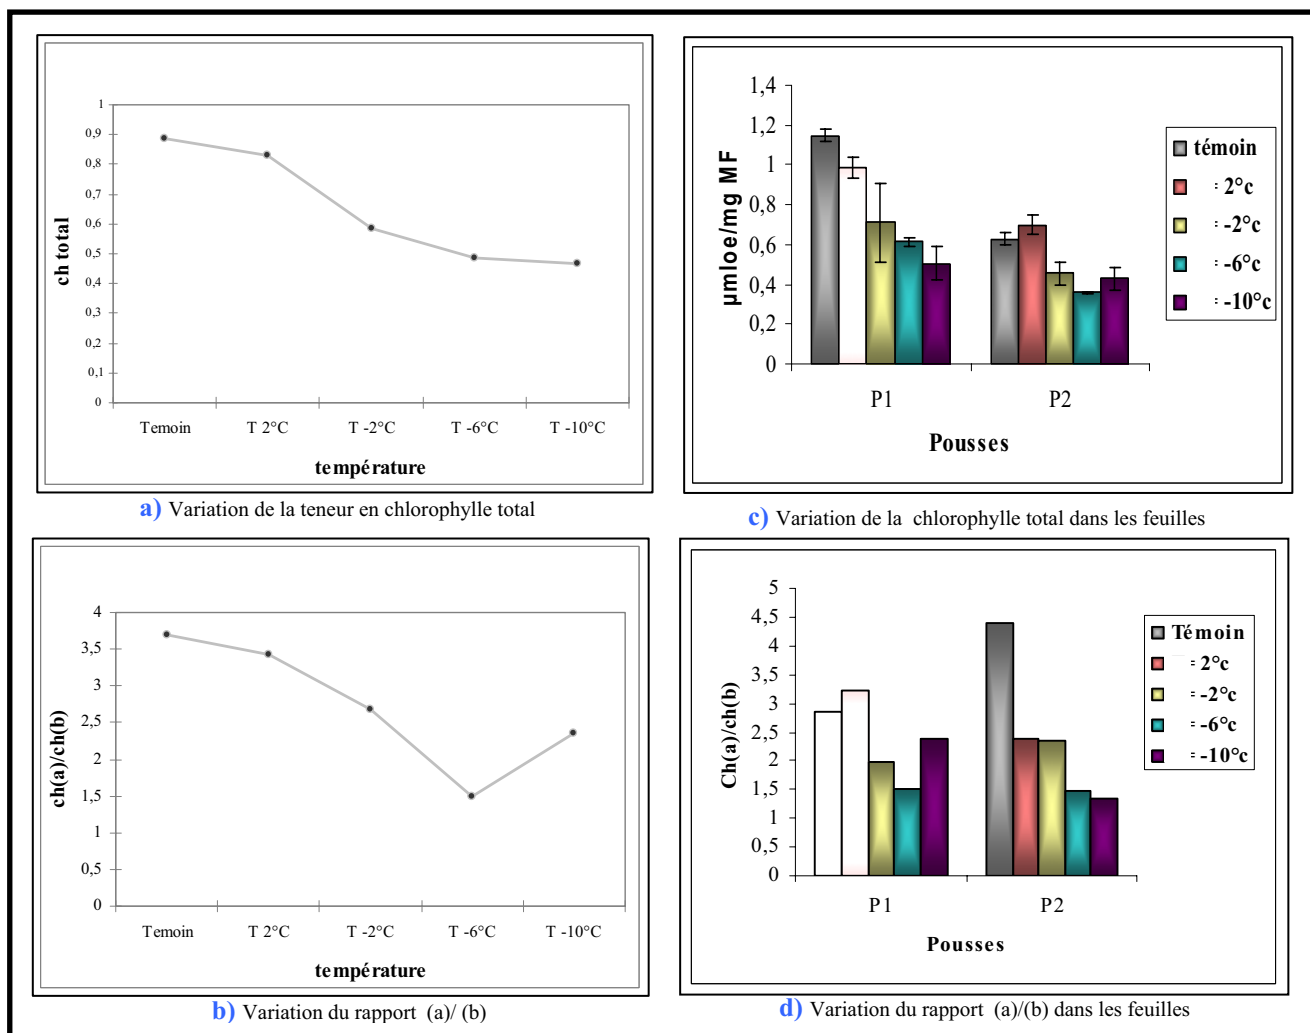 1
0,9
0,8
0,7
0,6
0,5
0,4
0,3
0,2
0,1
0
ch total
Temoin T 2°C T -2°C T -6°C T -10°C
température
a) Variation de la teneur en chlorophylle total
1,4
1,2
1
0,8
0,6
0,4
0,2
0
µmloe/mg MF
P1 P2
Pousses
témoin
= 2°c
= -2°c
= -6°c
= -10°c
c) Variation de la chlorophylle total dans les feuilles
4
3,5
3
2,5
2
1,5
1
0,5
0
ch(a)/ch(b)
Temoin T 2°C T -2°C T -6°C T -10°C
température
b) Variation du rapport (a)/ (b)
5
4,5
4
3,5
3
2,5
2
1,5
1
0,5
0
Ch(a)/ch(b)
P1 P2
Pousses
Témoin
= 2°c
= -2°c
= -6°c
= -10°c
d) Variation du rapport (a)/(b) dans les feuilles